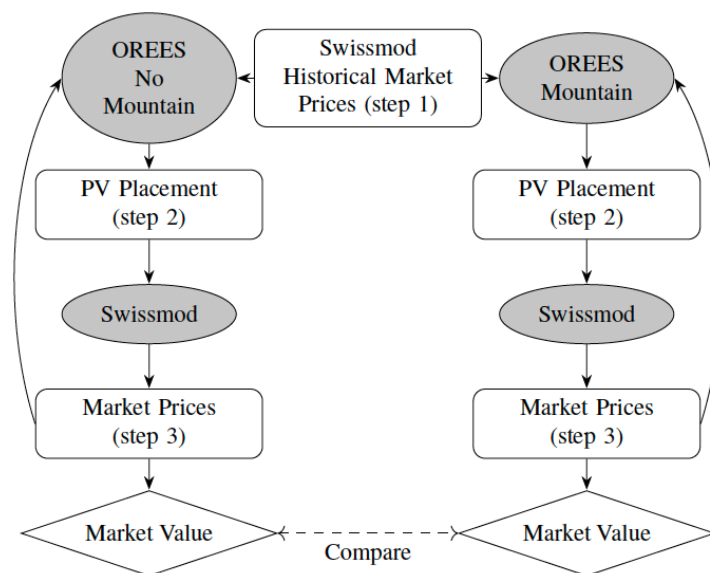 OREES
No
Mountain
Swissmod
Historical Market
Prices (step 1)
OREES
Mountain
PV Placement
(step 2)
PV Placement
(step 2)
Swissmod
Swissmod
Market Prices
(step 3)
Market Prices
(step 3)
Market Value
Compare
Market Value